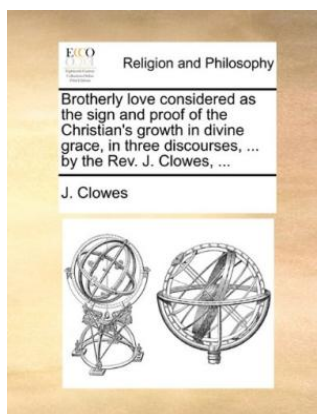 ECCO
Religion and Philosophy
Brotherly love considered as
the sign and proof of the
Christian's growth in divine
grace, in three discourses, ...
by the Rev. J. Clowes, ...
J. Clowes